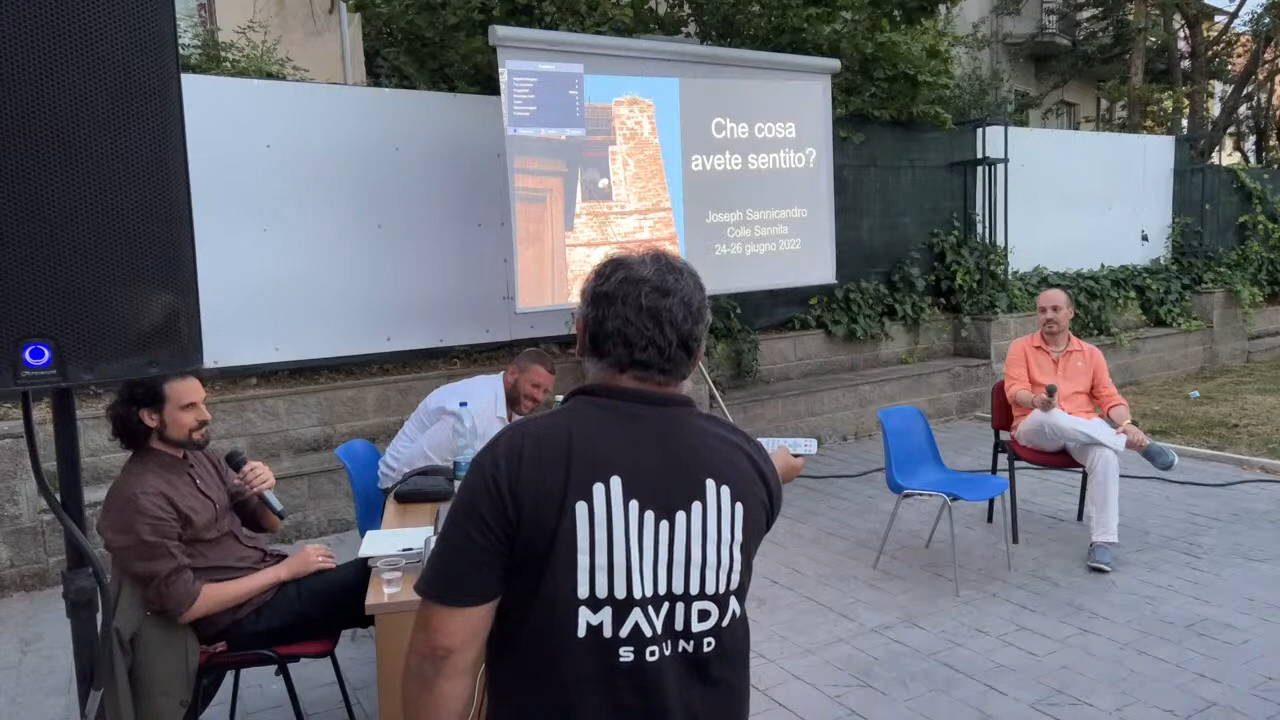 Che cosa
avete sentito?
Joseph Sannicandro
Colle Sannita
24-26 giugno 2022
MAVIDA
SOUND